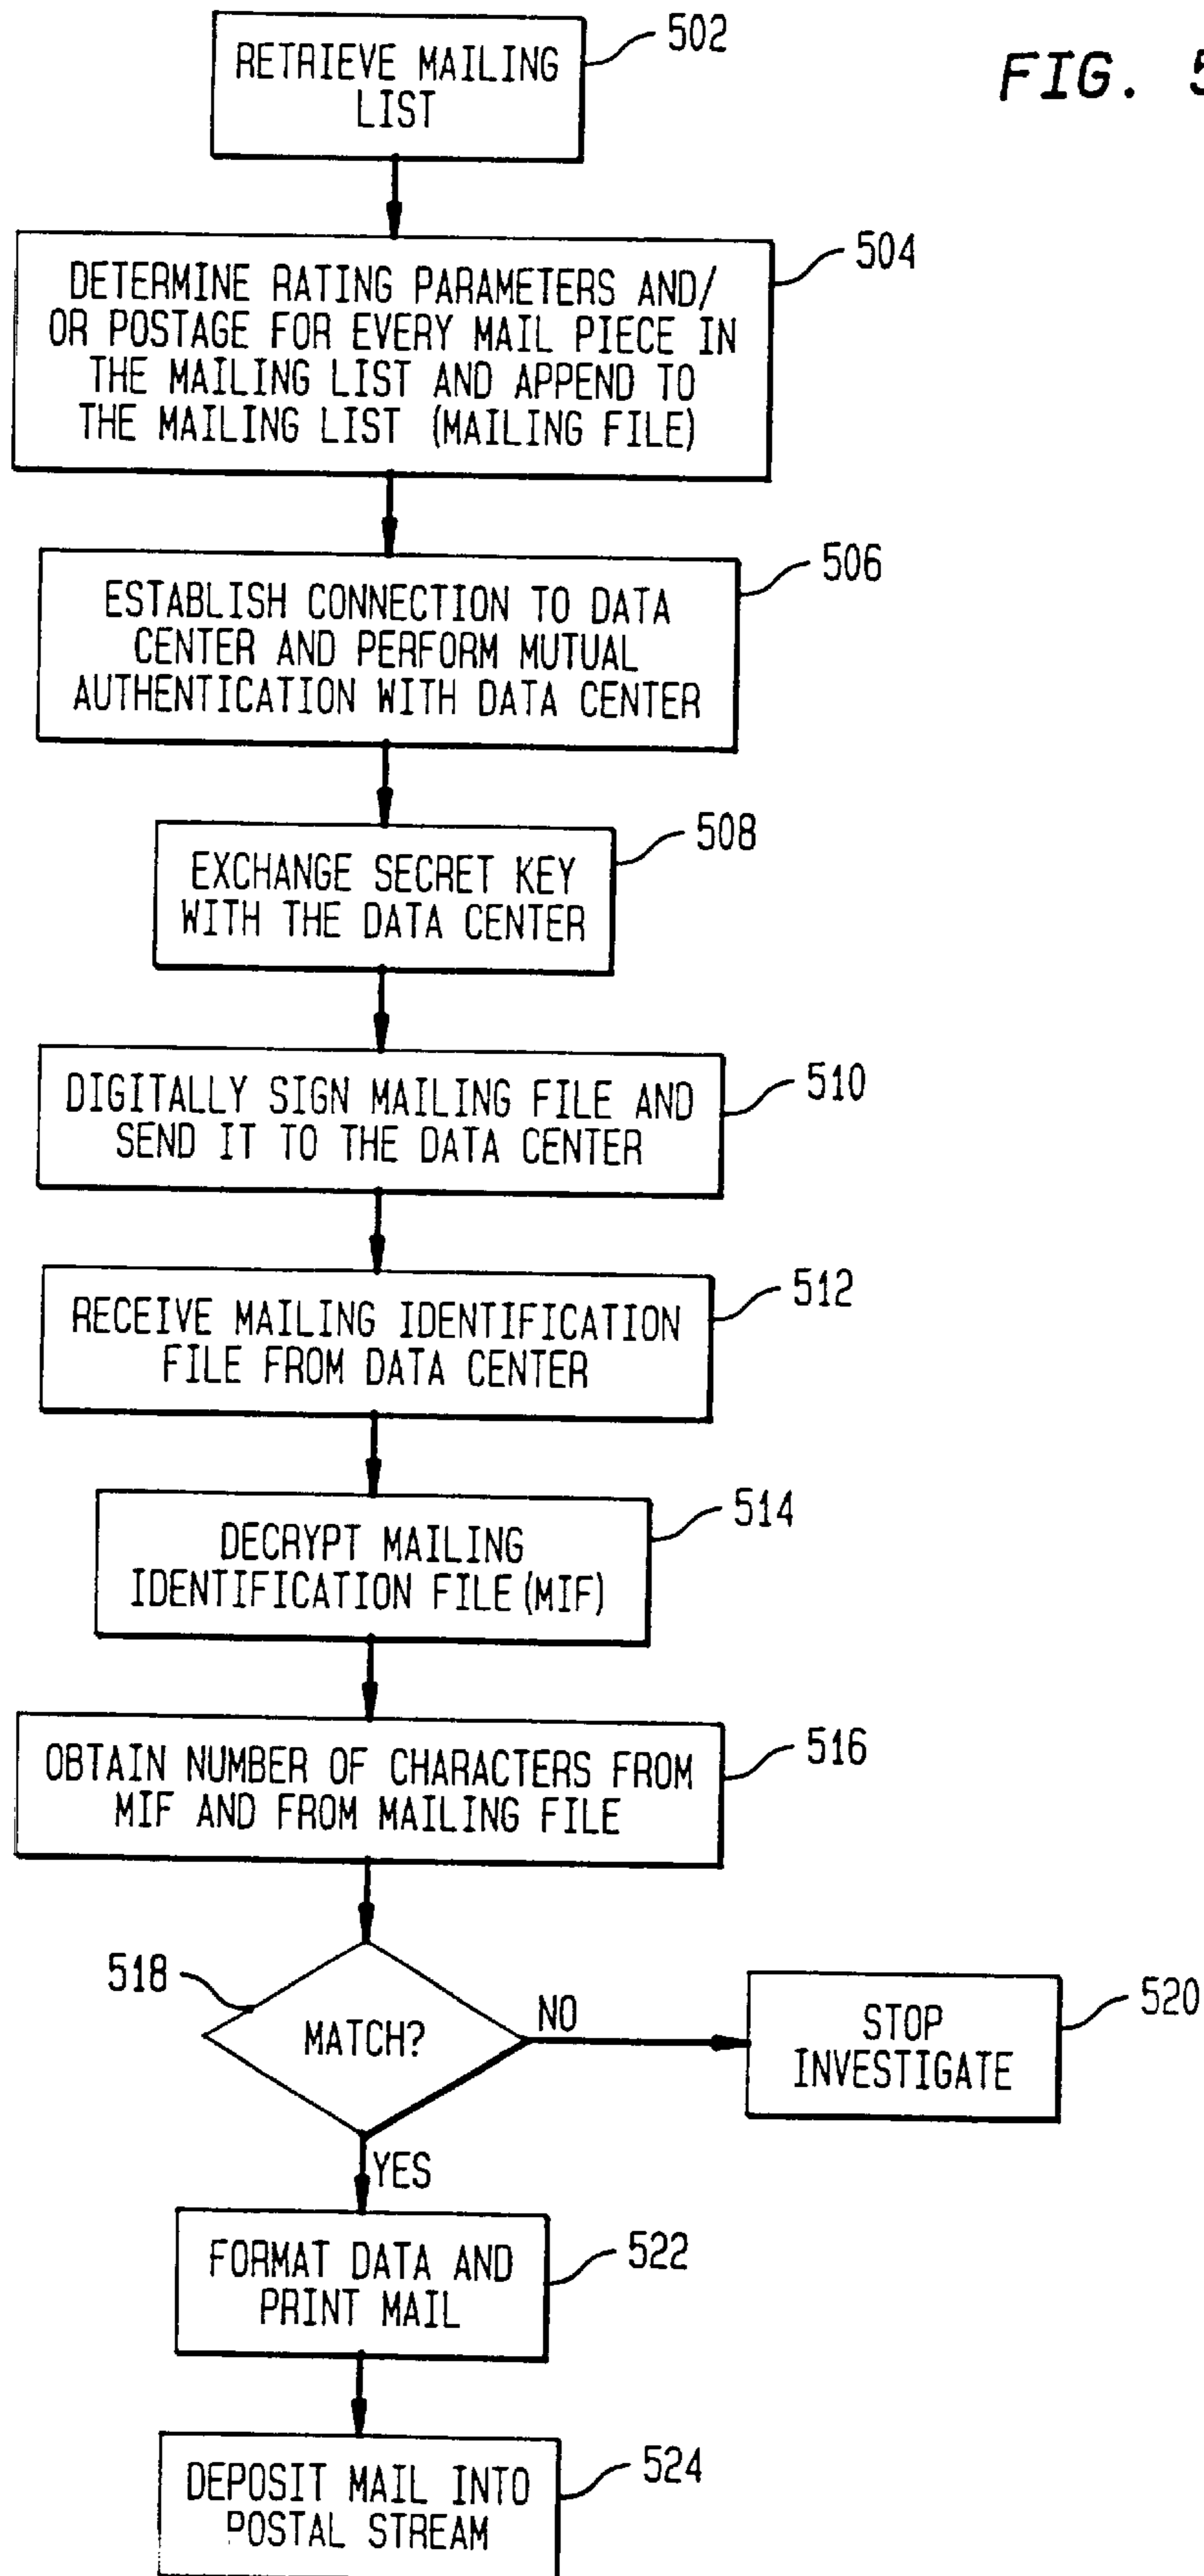 FIG. 5
502
RETRIEVE MAILING
LIST
504
DETERMINE RATING PARAMETERS AND/
OR POSTAGE FOR EVERY MAIL PIECE IN
THE MAILING LIST AND APPEND TO
THE MAILING LIST (MAILING FILE)
506
ESTABLISH CONNECTION TO DATA
CENTER AND PERFORM MUTUAL
AUTHENTICATION WITH DATA CENTER
508
EXCHANGE SECRET KEY
WITH THE DATA CENTER
510
DIGITALLY SIGN MAILING FILE AND
SEND IT TO THE DATA CENTER
512
RECEIVE MAILING IDENTIFICATION
FILE FROM DATA CENTER
514
DECRYPT MAILING
IDENTIFICATION FILE (MIF)
516
OBTAIN NUMBER OF CHARACTERS FROM
MIF AND FROM MAILING FILE
518
MATCH?
NO
520
STOP
INVESTIGATE
YES
522
FORMAT DATA AND
PRINT MAIL
524
DEPOSIT MAIL INTO
POSTAL STREAM